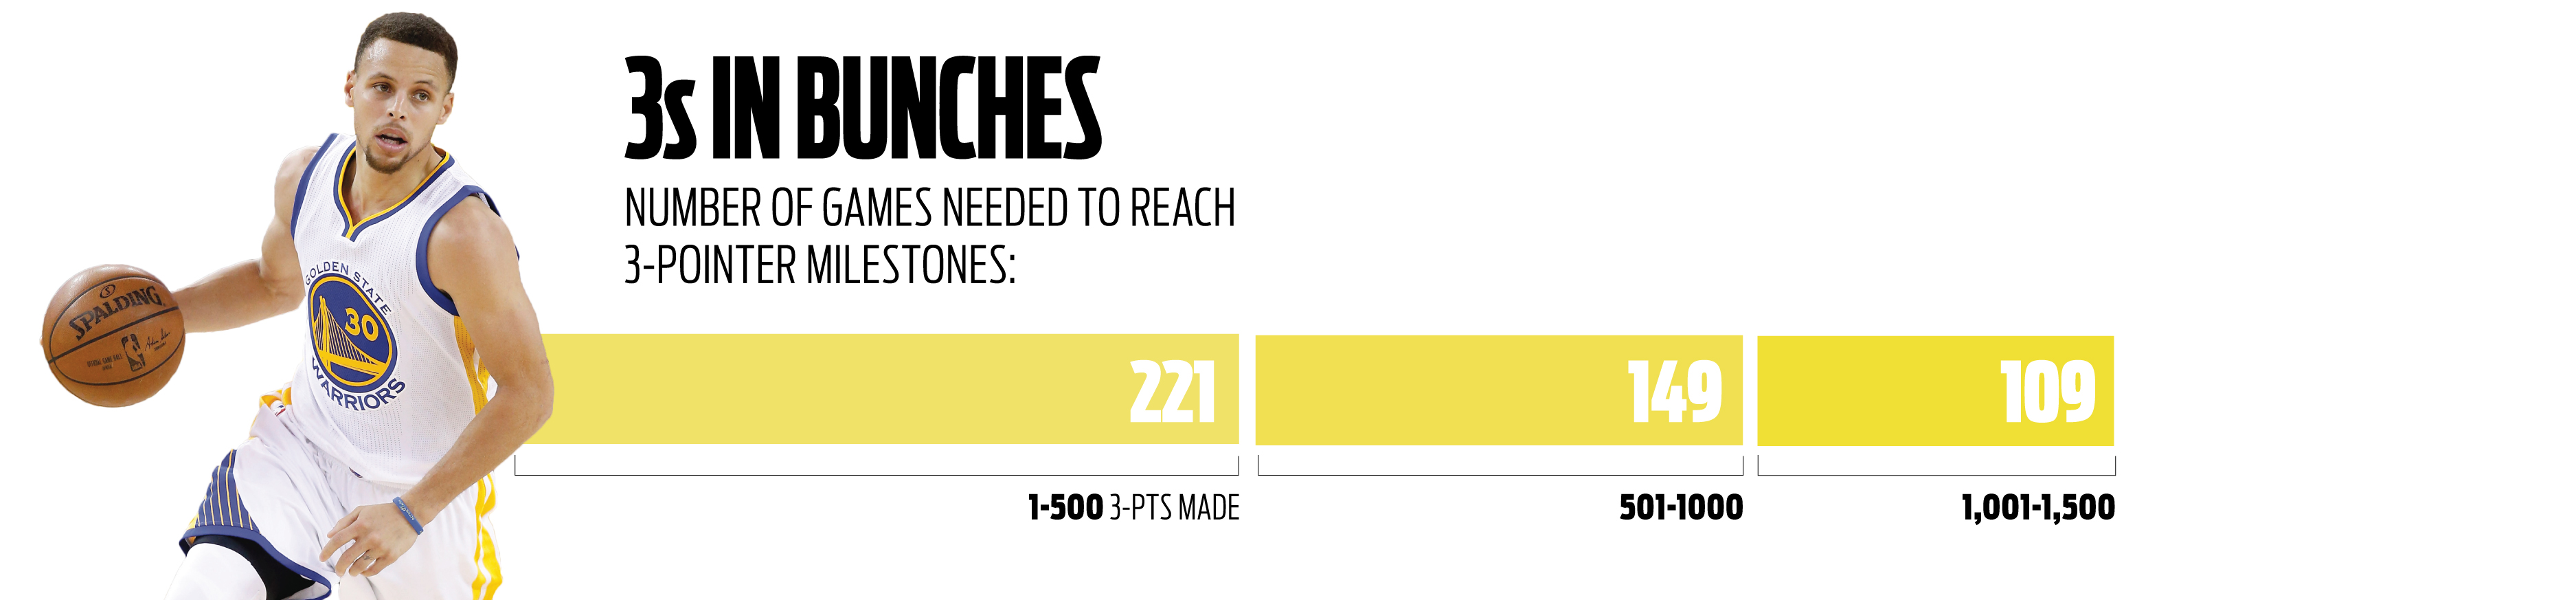 3s IN BUNCHES
NUMBER OF GAMES NEEDED TO REACH
3-POINTER MILESTONES:
SPALDING
GOLDEN STATE
30
WARRIORS
221
149
109
1-500 3-PTS MADE
501-1000
1,001-1,500